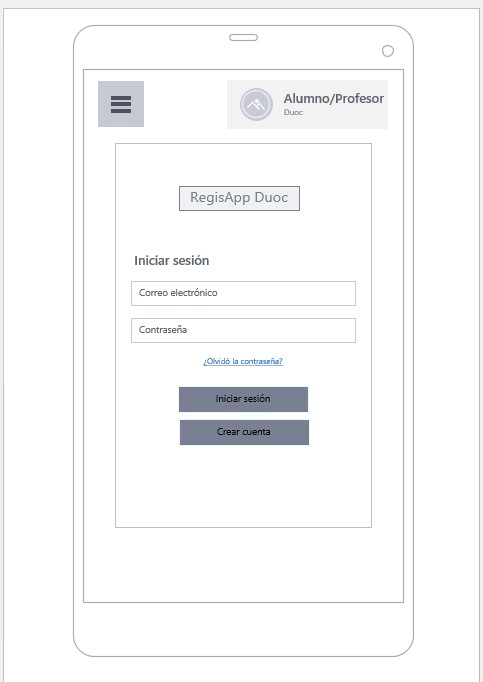 Alumno/Profesor
Duoc
RegisApp Duoc
Iniciar sesión
Correo electrónico
Contraseña
¿Olvidó la contraseña?
Iniciar sesión
Crear cuenta